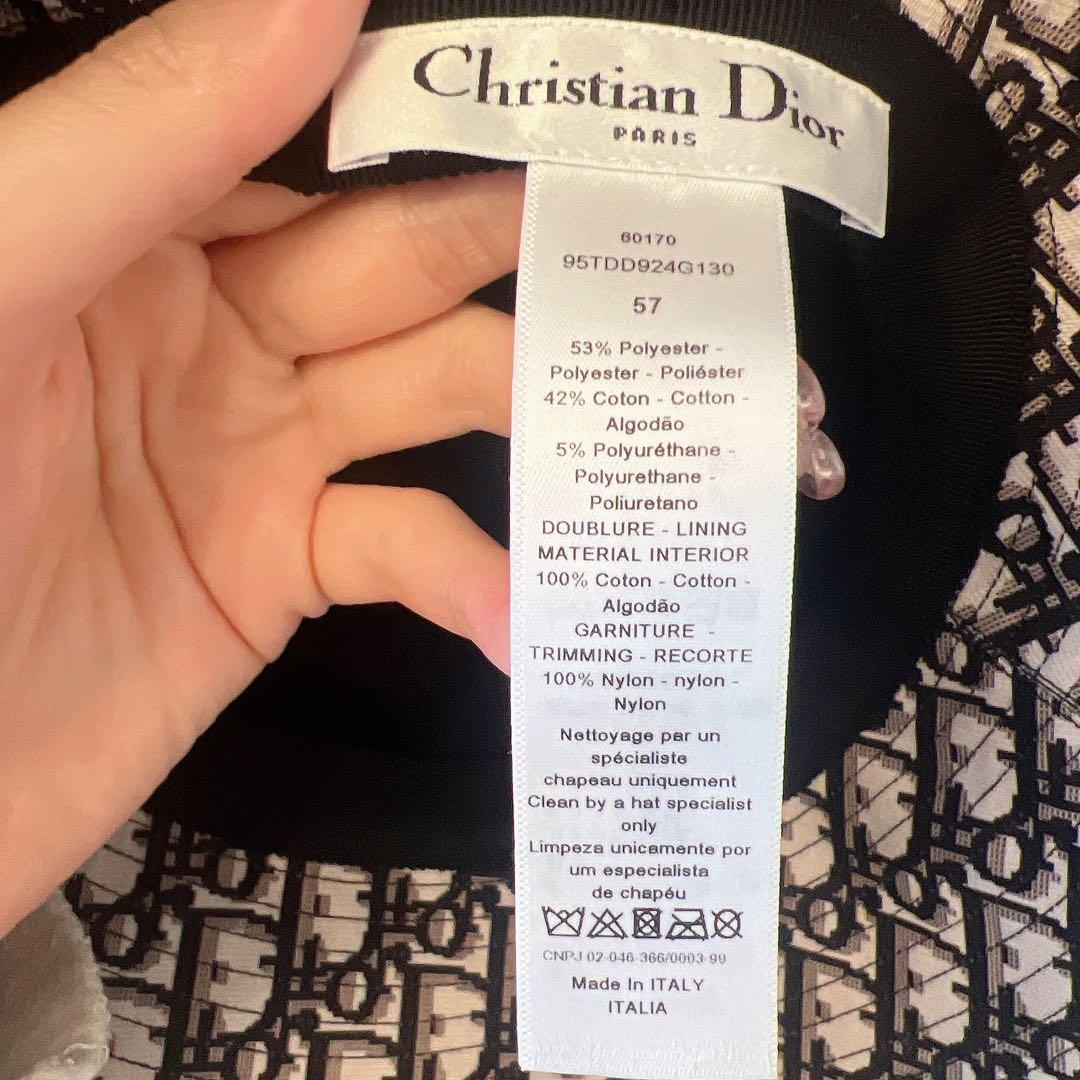 Christian Dior
PARIS
60170
95TDD924G130
57
53% Polyester -
Polyester - Poliéster
42% Coton - Cotton -
Algodão
5% Polyuréthane -
Polyurethane -
Poliuretano
DOUBLURE - LINING
MATERIAL INTERIOR
100% Coton - Cotton -
Algodão
GARNITURE -
TRIMMING - RECORTE
100% Nylon - nylon -
Nylon
Nettoyage par un
spécialiste
chapeau uniquement
Clean by a hat specialist
only
Limpeza unicamente por
um especialista
de chapéu
CNPJ 02-046-366/0003-99
Made In ITALY
ITALIA